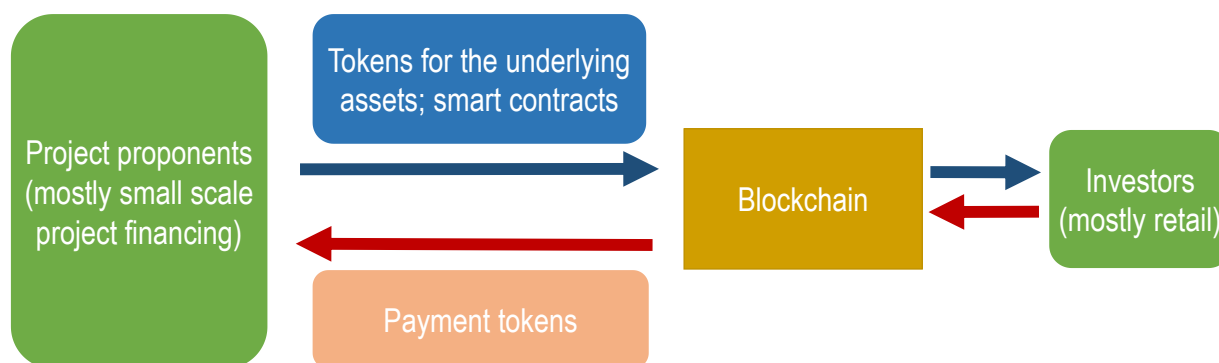 Project proponents
(mostly small scale
project financing)
Tokens for the underlying
assets; smart contracts
Payment tokens
Blockchain
Investors
(mostly retail)